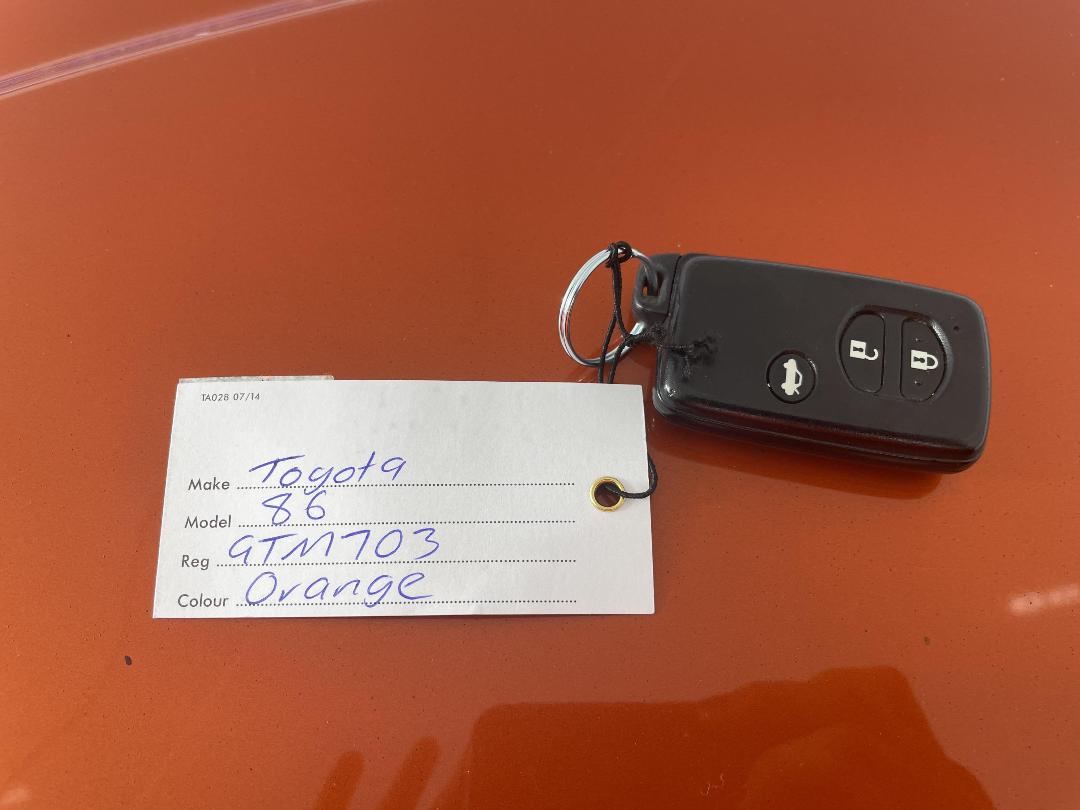 TA028 07/14
Make Toyota
Model 86
Reg GTM703
Colour Orange